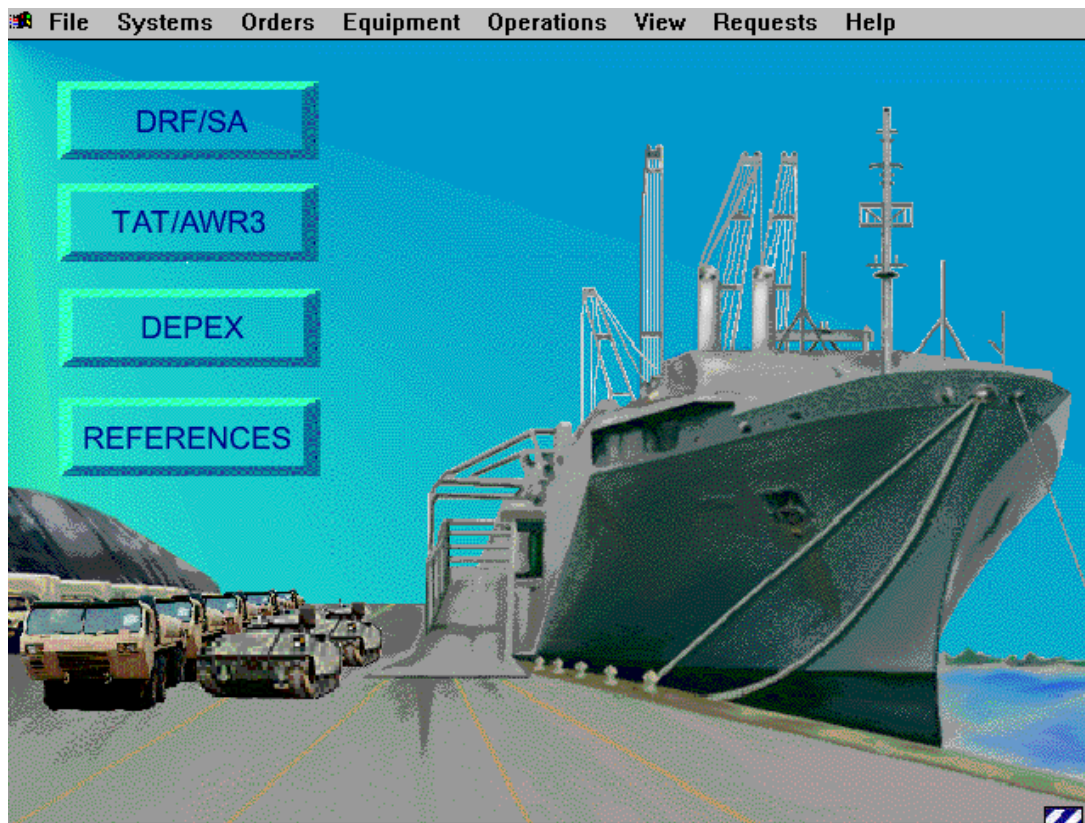 File Systems Orders Equipment Operations View Requests Help
DRF/SA
TAT/AWR3
DEPEX
REFERENCES